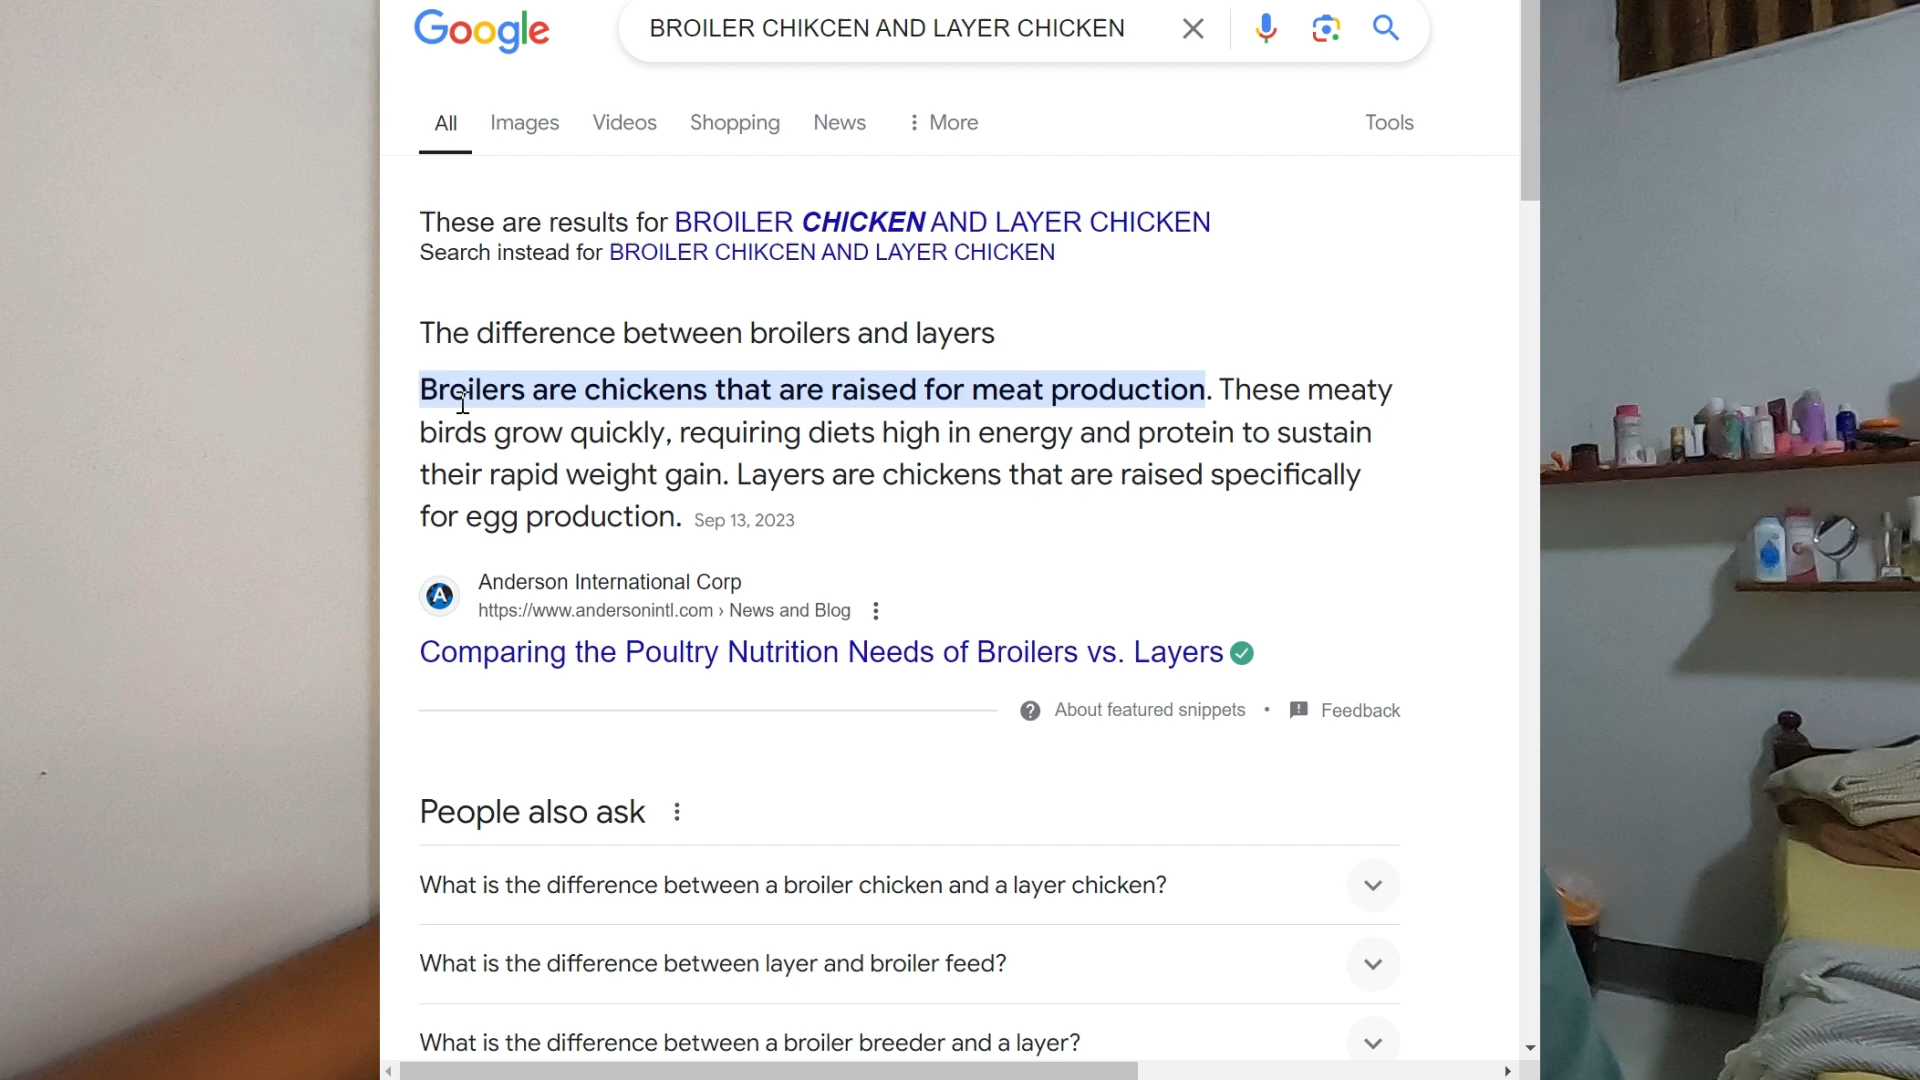 Google
BROILER CHIKCEN AND LAYER CHICKEN
All Images Videos Shopping News More Tools
These are results for BROILER CHICKEN AND LAYER CHICKEN
Search instead for BROILER CHIKCEN AND LAYER CHICKEN
The difference between broilers and layers
Broilers are chickens that are raised for meat production. These meaty
birds grow quickly, requiring diets high in energy and protein to sustain
their rapid weight gain. Layers are chickens that are raised specifically
for egg production. Sep 13, 2023
A
Anderson International Corp
https://www.andersonintl.com › News and Blog
Comparing the Poultry Nutrition Needs of Broilers vs. Layers
About featured snippets • Feedback
People also ask
What is the difference between a broiler chicken and a layer chicken?
What is the difference between layer and broiler feed?
What is the difference between a broiler breeder and a layer?